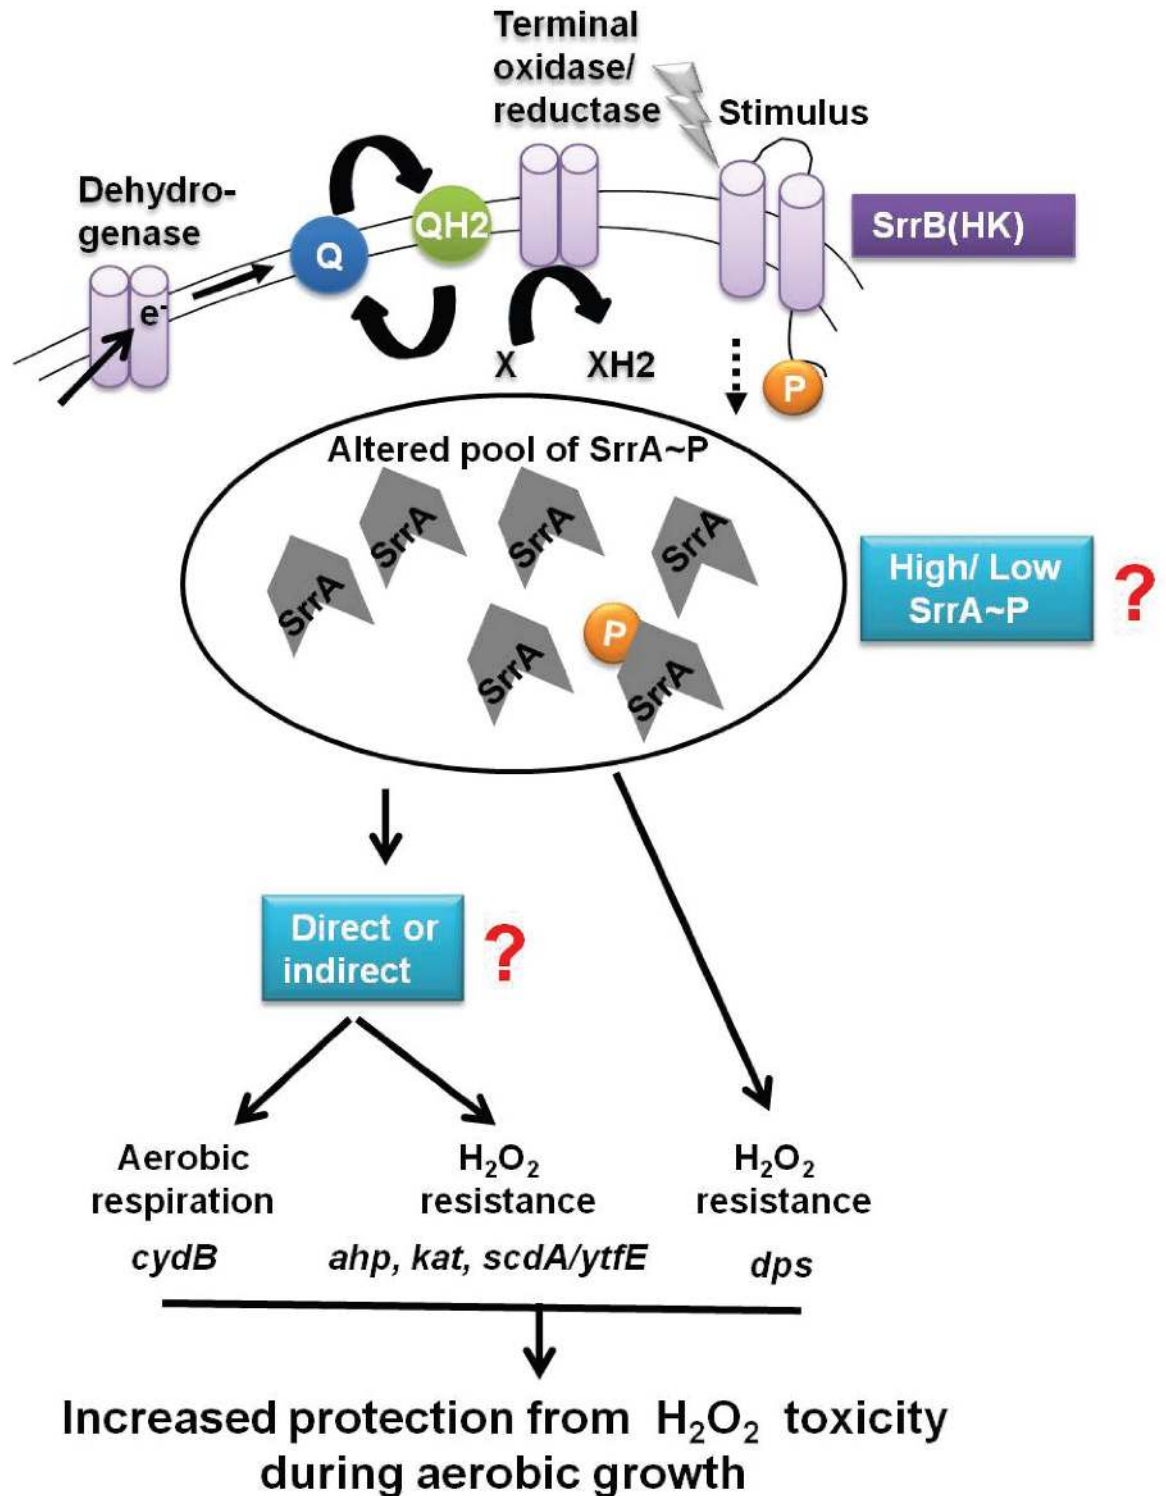 Terminal
oxidase/
reductase
Stimulus
Dehydro-
genase
SrrB(HK)
QH2
Q
e-
X
XH2
P
Altered pool of SrrA~P
SrrA
SrrA
SrrA
SrrA
SrrA
P
SrrA
High/ Low
SrrA~P
?
Direct or
indirect
?
Aerobic
respiration
cydB
H₂O₂
resistance
ahp, kat, scdA/ytfE
H₂O₂
resistance
dps
Increased protection from H₂O₂ toxicity
during aerobic growth